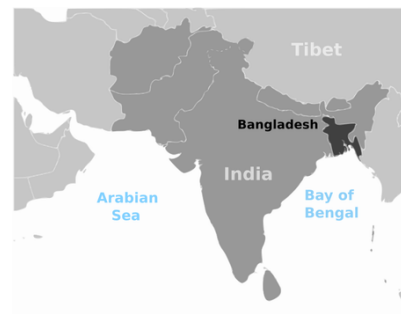 Tibet
Bangladesh
India
Arabian
Sea
Bay of
Bengal